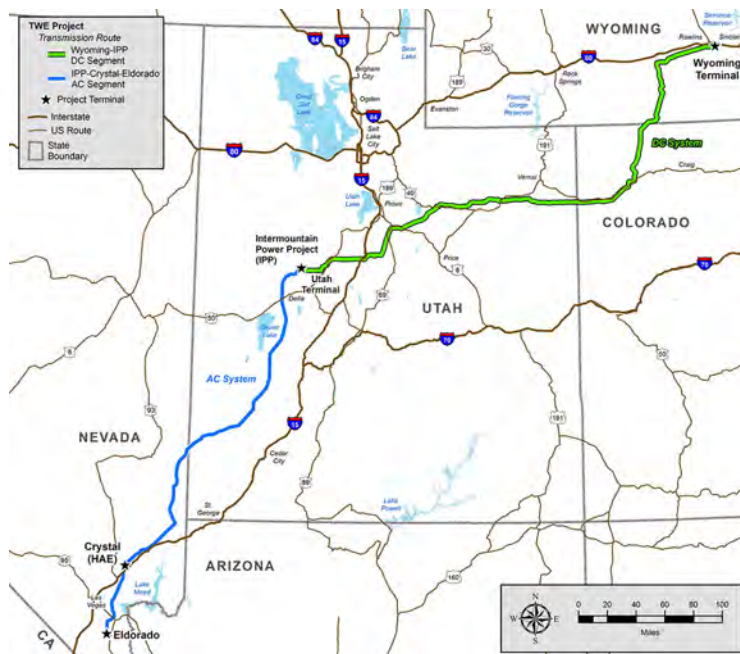 TWE Project
Transmission Route
Wyoming-IPP
DC Segment
IPP-Crystal-Eldorado
AC Segment
Project Terminal
Interstate
US Route
State
Boundary
84
15
Bear
Lake
WYOMING
Seminoe
Reservoir
Rawlins
Sinclair
Wyoming
Terminal
30
80
189
Rock
Springs
Brigham
City
Great
Salt
Lake
Ogden
84
Evanston
Flaming
Gorge
Reservoir
Salt
Lake
City
80
191
DC System
15
189
40
Utah
Lake
Provo
Vernal
Craig
COLORADO
Intermountain
Power Project
(IPP)
Utah
Terminal
Delta
Price
6
70
UTAH
50
Sevier
Lake
6
89
70
50
AC System
93
NEVADA
15
191
Cedar
City
89
Lake
Powell
St.
George
Crystal
(HAE)
ARIZONA
95
160
Lake
Mead
Las
Vegas
CA
Eldorado
N
W
E
S
0 20 40 60 80 100
Miles